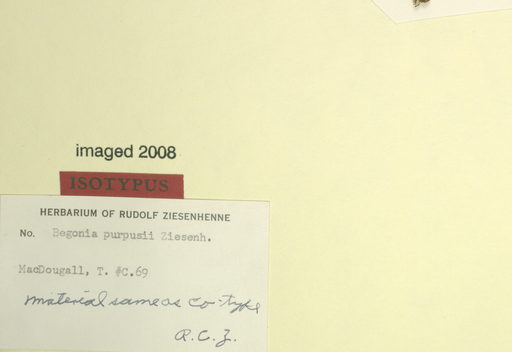 imaged 2008
ISOTYPUS
HERBARIUM OF RUDOLF ZIESENHENNE
No. Begonia purpusii Ziesenh.
MacDougall, T. #C.69
material same as co-type
R.C.Z.